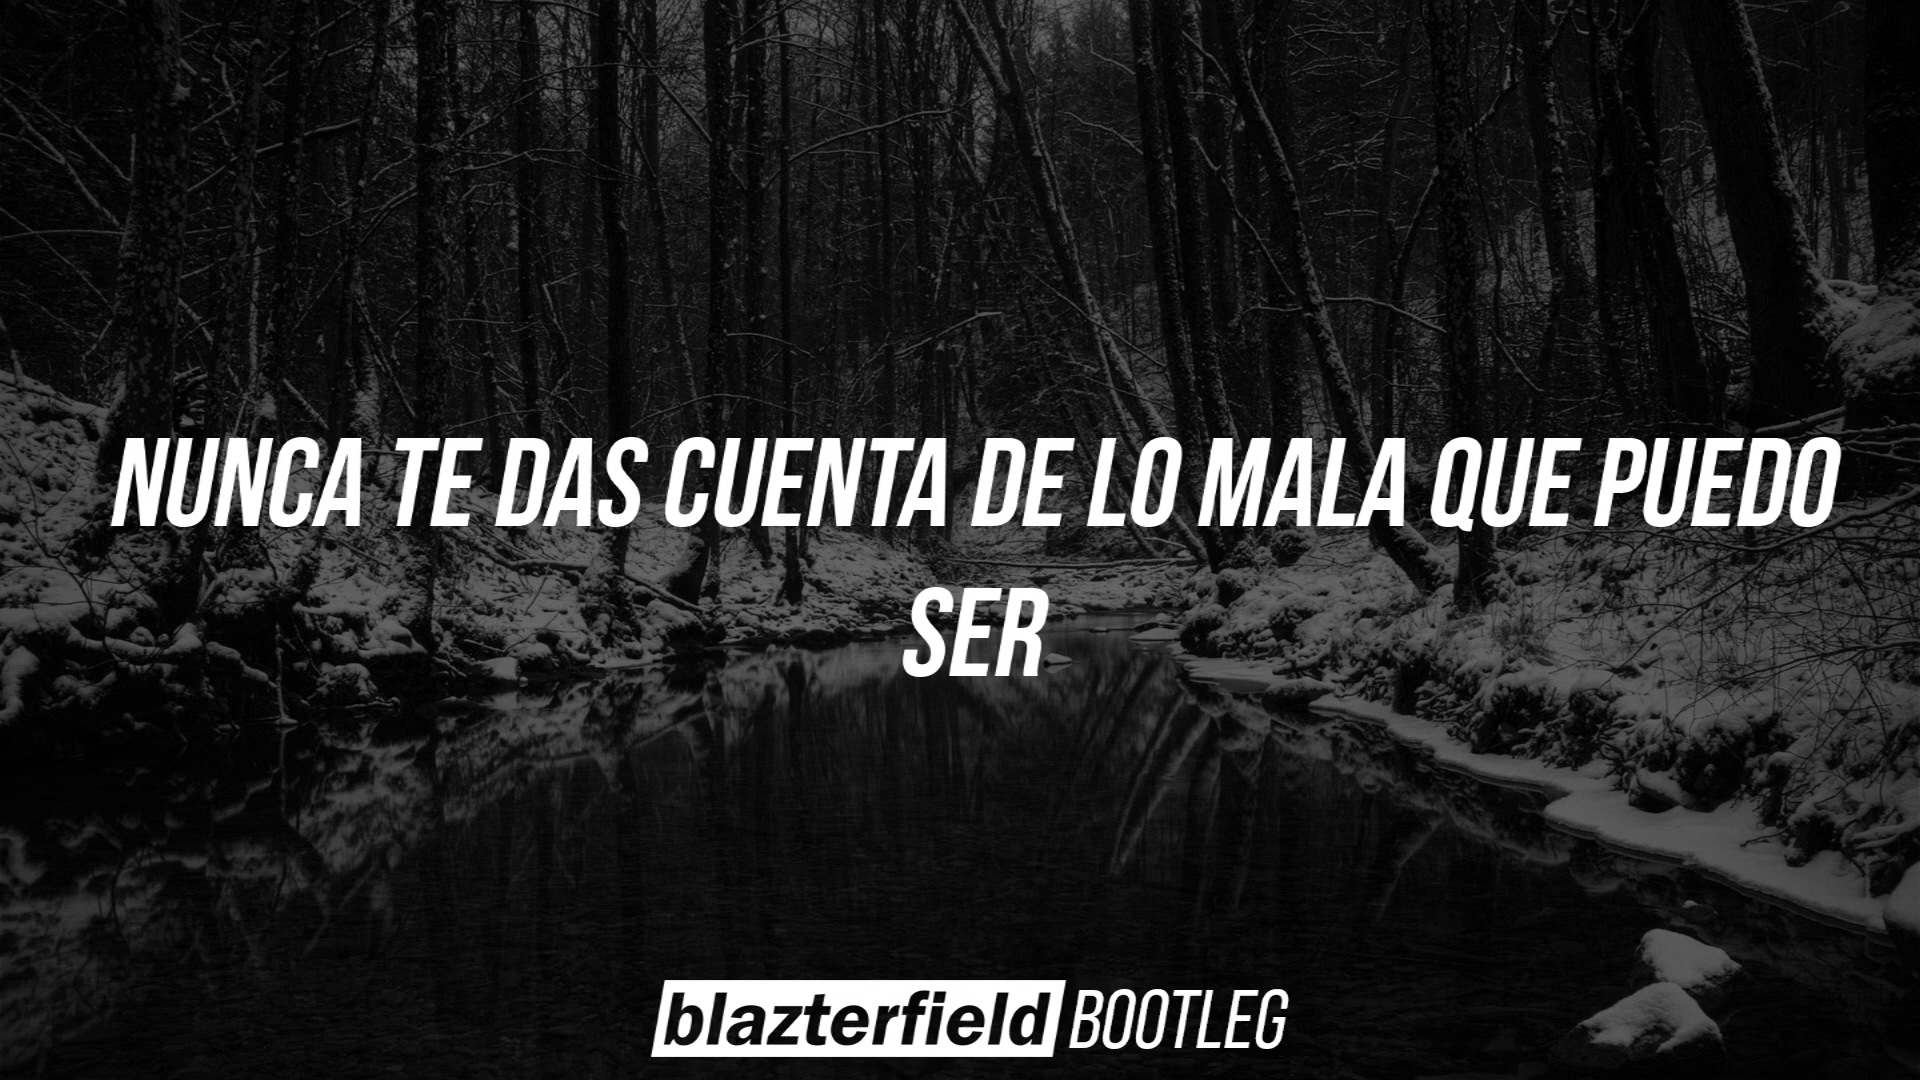 NUNCA TE DAS CUENTA DE LO MALA QUE PUEDO
SER
blazterfield BOOTLEG